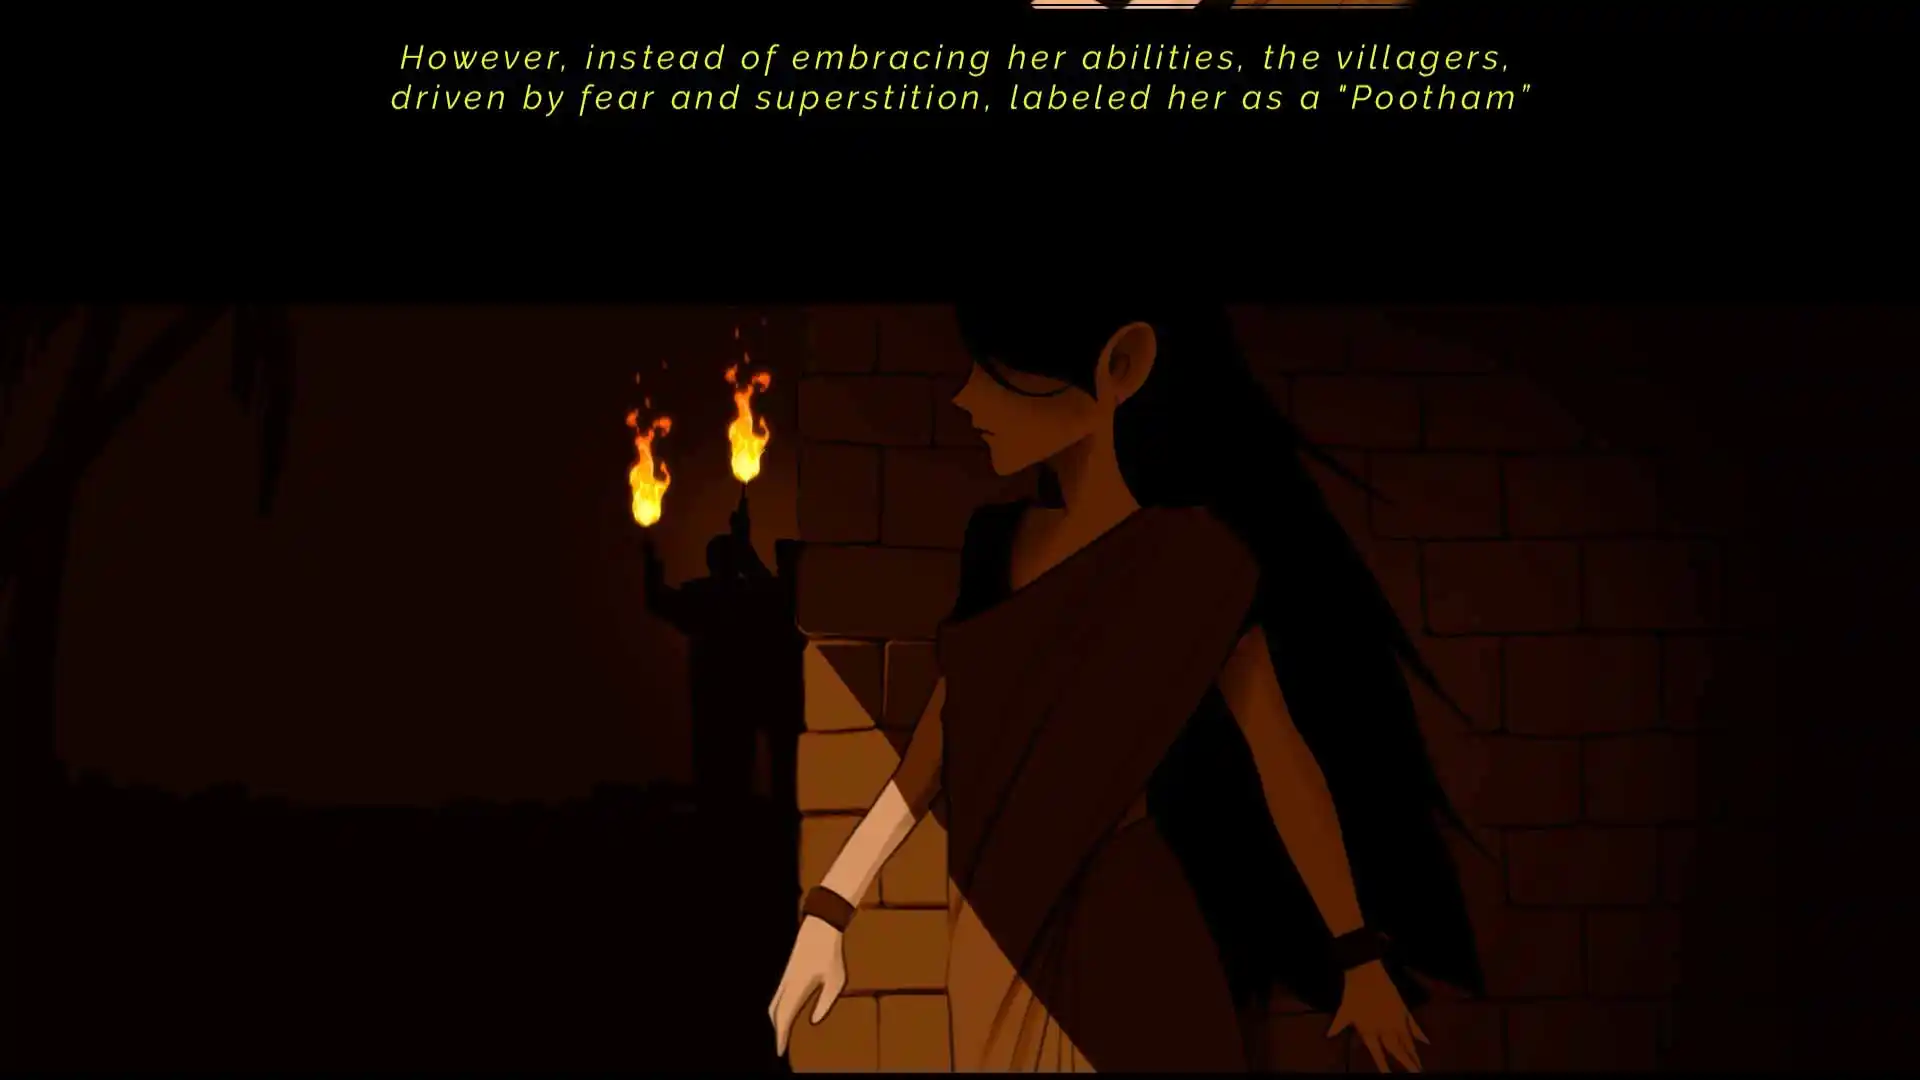 However, instead of embracing her abilities, the villagers,
driven by fear and superstition, labeled her as a "Pootham”